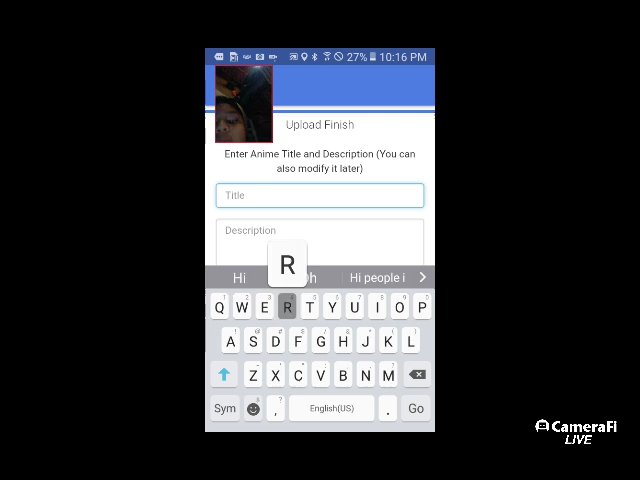 27% 10:16 PM
Upload Finish
Enter Anime Title and Description (You can
also modify it later)
Title
Description
R
Hi
Hi people i
Q W E R T Y U I O P
A S D F G H J K L
Z X C V B N M
Sym , English(US) . Go
CameraFi
LIVE